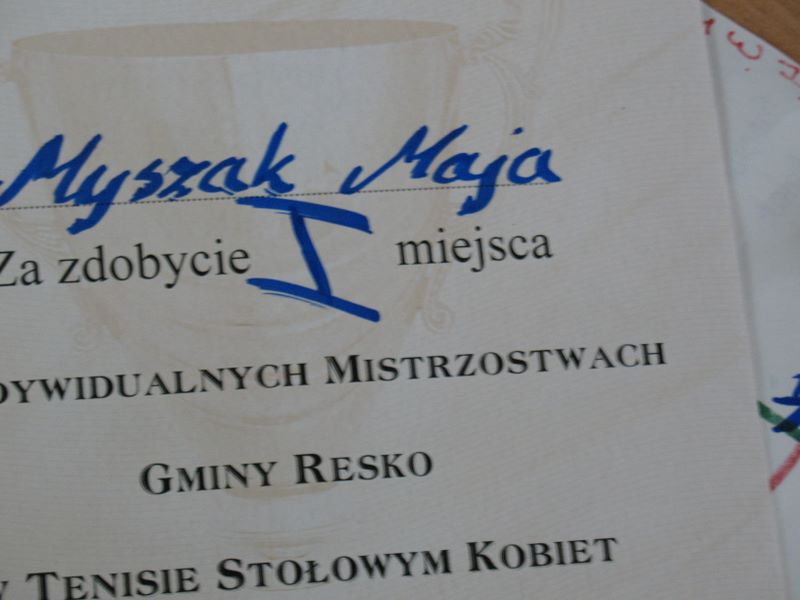 Myszak Maja
Za zdobycie I miejsca
DYWIDUALNYCH MISTRZOSTWACH
GMINY RESKO
W TENISIE STOŁOWYM KOBIET